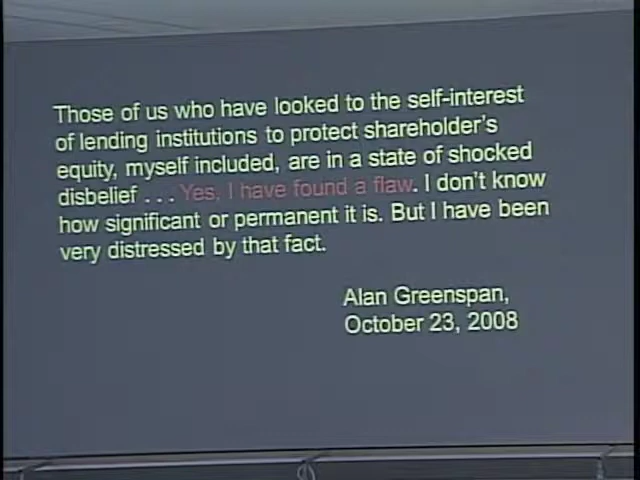 Those of us who have looked to the self-interest
of lending institutions to protect shareholder's
equity, myself included, are in a state of shocked
disbelief . . . Yes, I have found a flaw. I don't know
how significant or permanent it is. But I have been
very distressed by that fact.
Alan Greenspan,
October 23, 2008